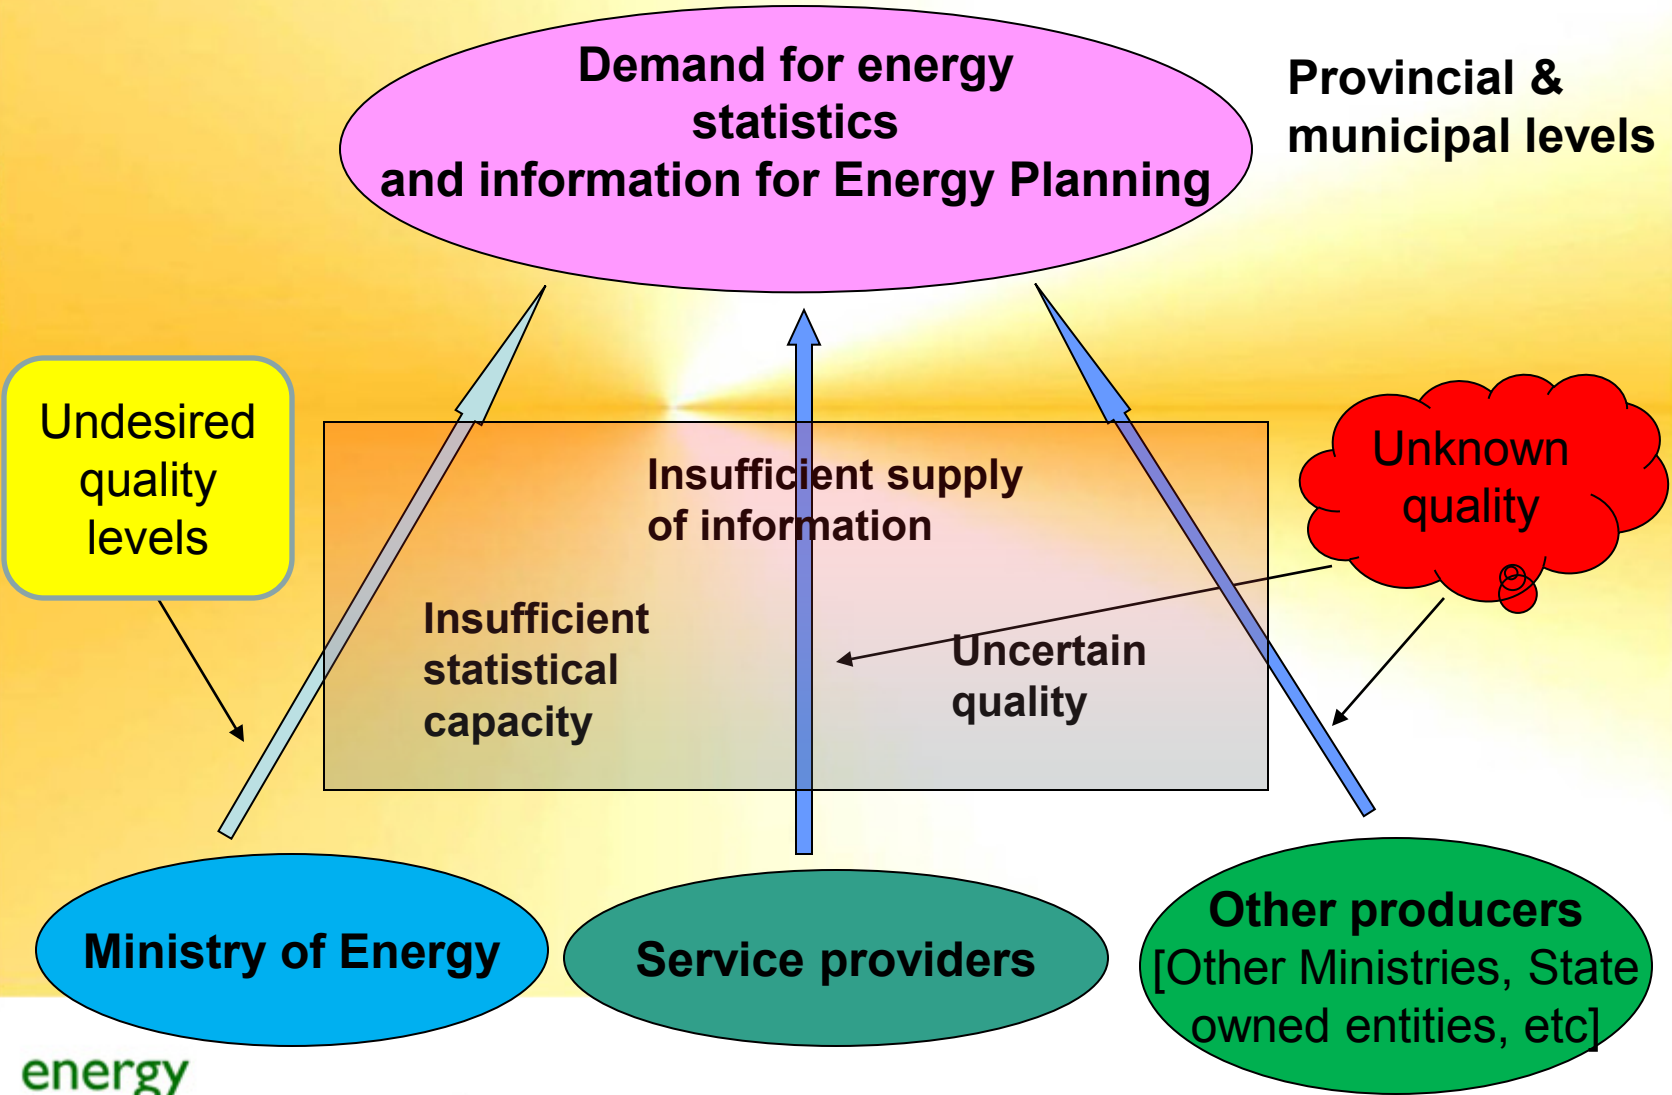 Demand for energy
statistics
and information for Energy Planning
Provincial &
municipal levels
Undesired
quality
levels
Unknown
quality
Insufficient supply
of information
Insufficient
statistical
capacity
Uncertain
quality
Ministry of Energy
Service providers
Other producers
[Other Ministries, State
owned entities, etc]
energy